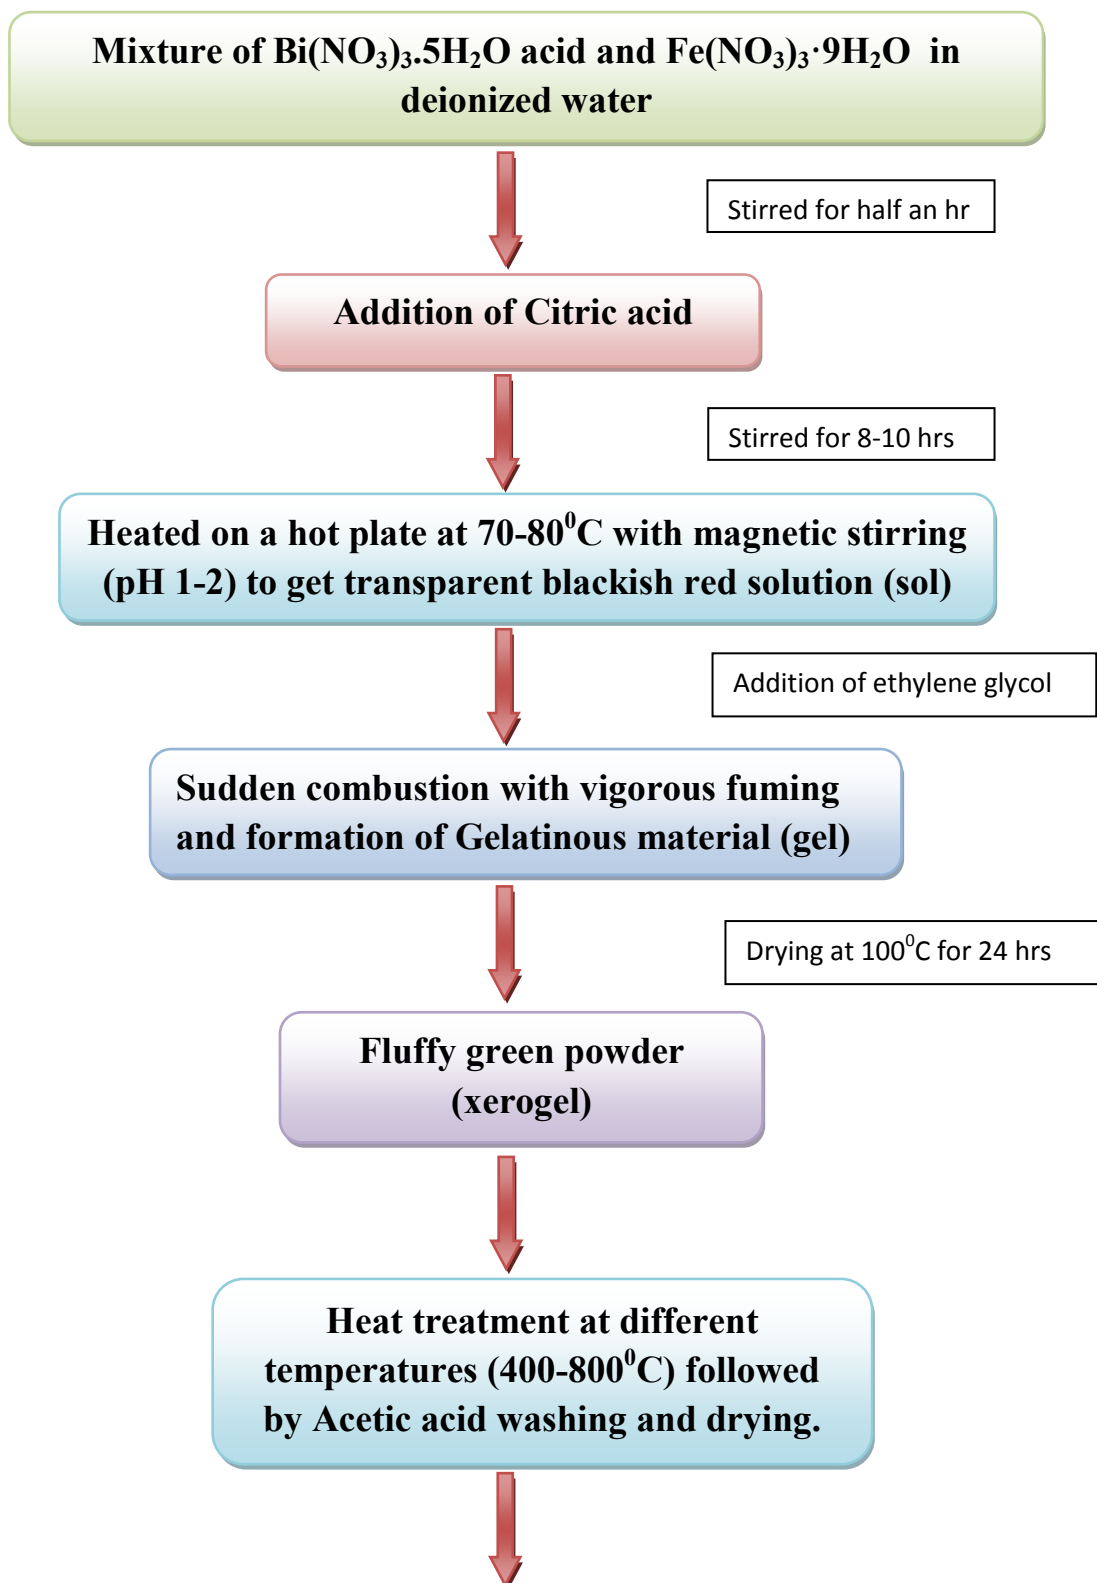 Mixture of Bi(NO₃)₃.5H₂O acid and Fe(NO₃)₃·9H₂O in
deionized water
Stirred for half an hr
Addition of Citric acid
Stirred for 8-10 hrs
Heated on a hot plate at 70-80⁰C with magnetic stirring
(pH 1-2) to get transparent blackish red solution (sol)
Addition of ethylene glycol
Sudden combustion with vigorous fuming
and formation of Gelatinous material (gel)
Drying at 100⁰C for 24 hrs
Fluffy green powder
(xerogel)
Heat treatment at different
temperatures (400-800⁰C) followed
by Acetic acid washing and drying.